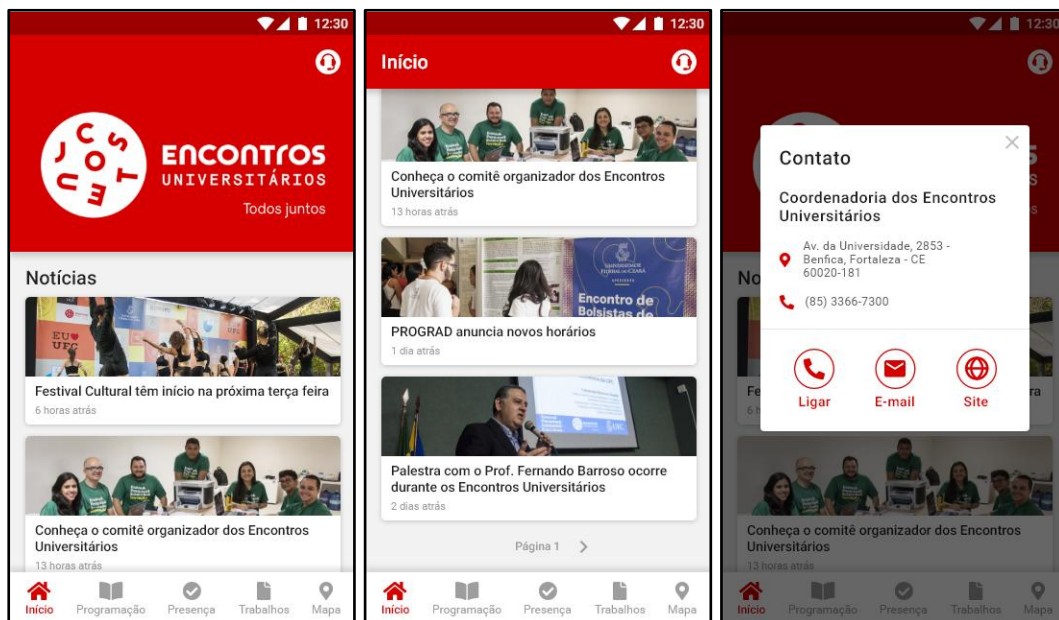 12:30
ENCONTROS
UNIVERSITÁRIOS
Todos juntos
Notícias
EU
UFC
Festival Cultural têm início na próxima terça feira
6 horas atrás
Conheça o comitê organizador dos Encontros
Universitários
13 horas atrás
Início
Programação
Presença
Trabalhos
Mapa
12:30
Início
Conheça o comitê organizador dos Encontros
Universitários
13 horas atrás
UNIVERSIDADE
FEDERAL DO CEARÁ
Encontro de
Bolsistas de
PROGRAD anuncia novos horários
1 dia atrás
Palestra com o Prof. Fernando Barroso ocorre
durante os Encontros Universitários
2 dias atrás
Página 1
Início
Programação
Presença
Trabalhos
Mapa
12:30
Contato
Coordenadoria dos Encontros
Universitários
Av. da Universidade, 2853 -
Benfica, Fortaleza - CE
60020-181
(85) 3366-7300
Ligar
E-mail
Site
Conheça o comitê organizador dos Encontros
Universitários
13 horas atrás
Início
Programação
Presença
Trabalhos
Mapa